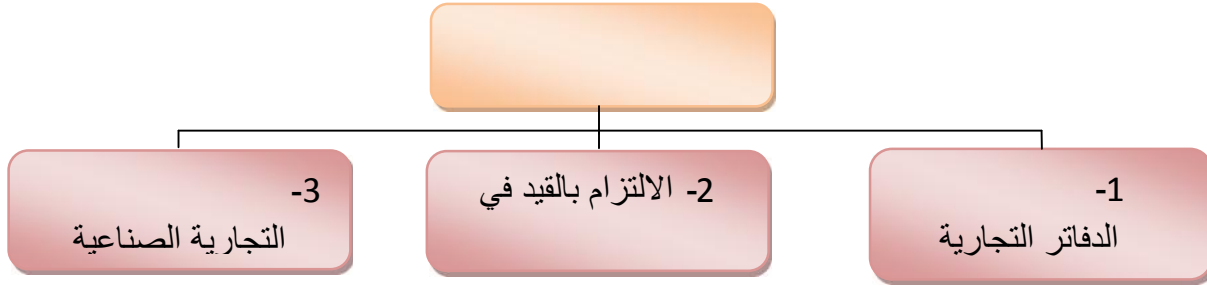 1-
الدفاتر التجارية
2- الالتزام بالقيد في
3-
التجارية الصناعية